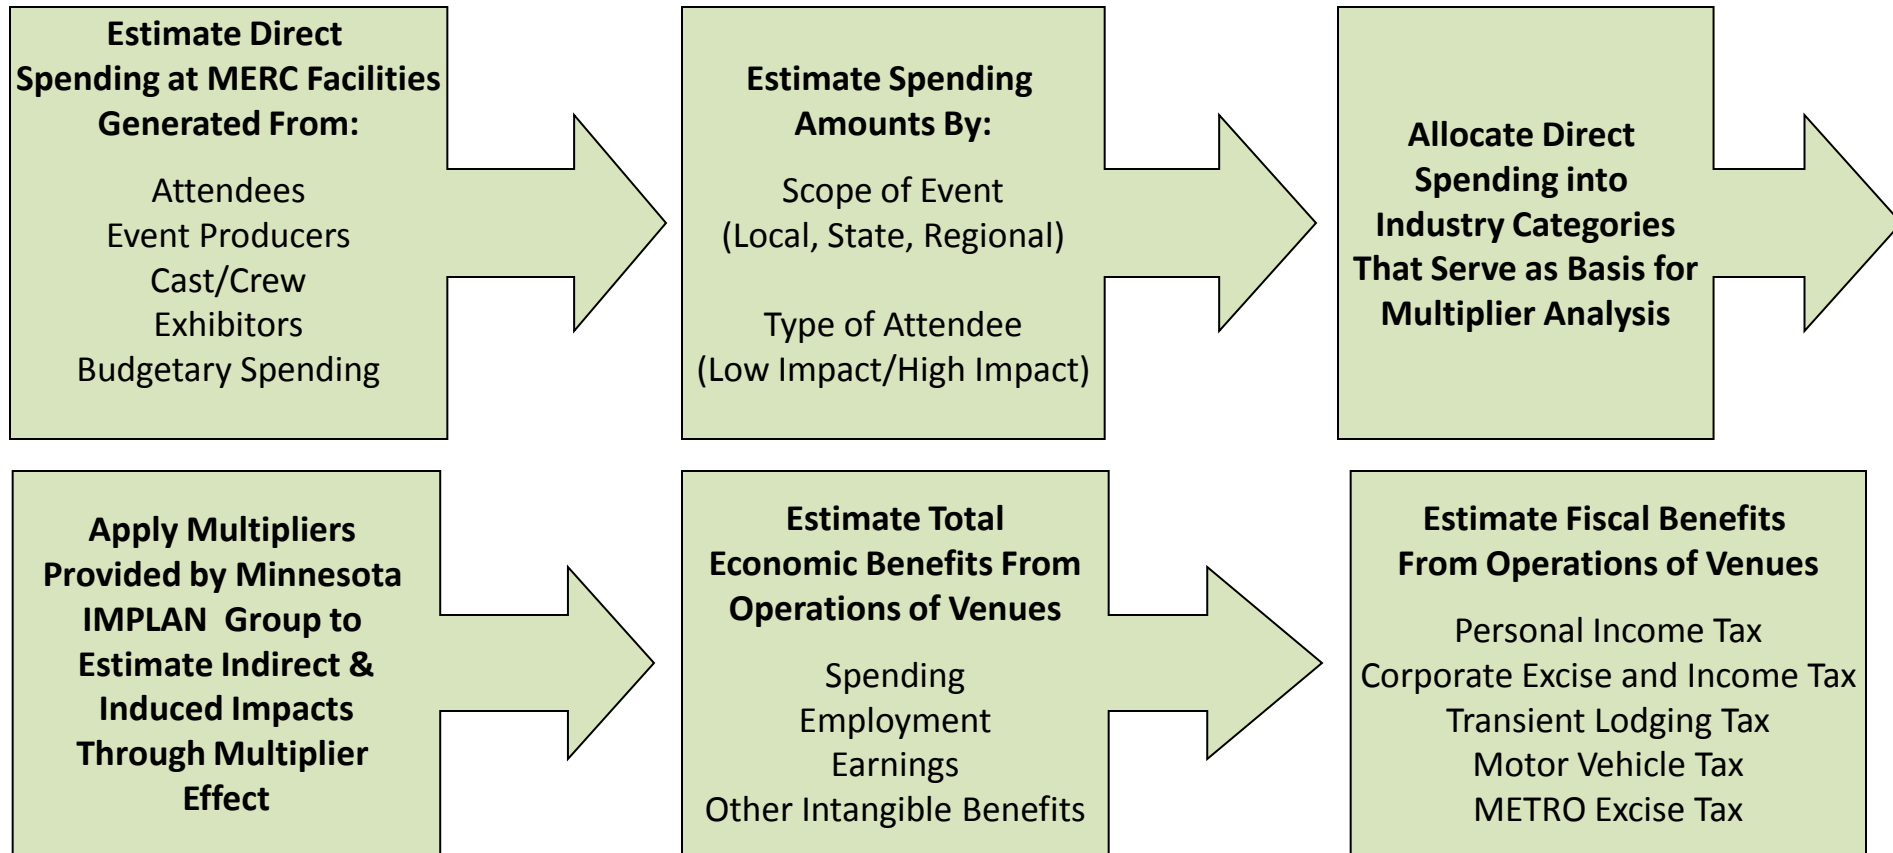 Estimate Direct
Spending at MERC Facilities
Generated From:
Attendees
Event Producers
Cast/Crew
Exhibitors
Budgetary Spending
Estimate Spending
Amounts By:
Scope of Event
(Local, State, Regional)
Type of Attendee
(Low Impact/High Impact)
Allocate Direct
Spending into
Industry Categories
That Serve as Basis for
Multiplier Analysis
Apply Multipliers
Provided by Minnesota
IMPLAN  Group to
Estimate Indirect &
Induced Impacts
Through Multiplier
Effect
Estimate Total
Economic Benefits From
Operations of Venues
Spending
Employment
Earnings
Other Intangible Benefits
Estimate Fiscal Benefits
From Operations of Venues
Personal Income Tax
Corporate Excise and Income Tax
Transient Lodging Tax
Motor Vehicle Tax
METRO Excise Tax